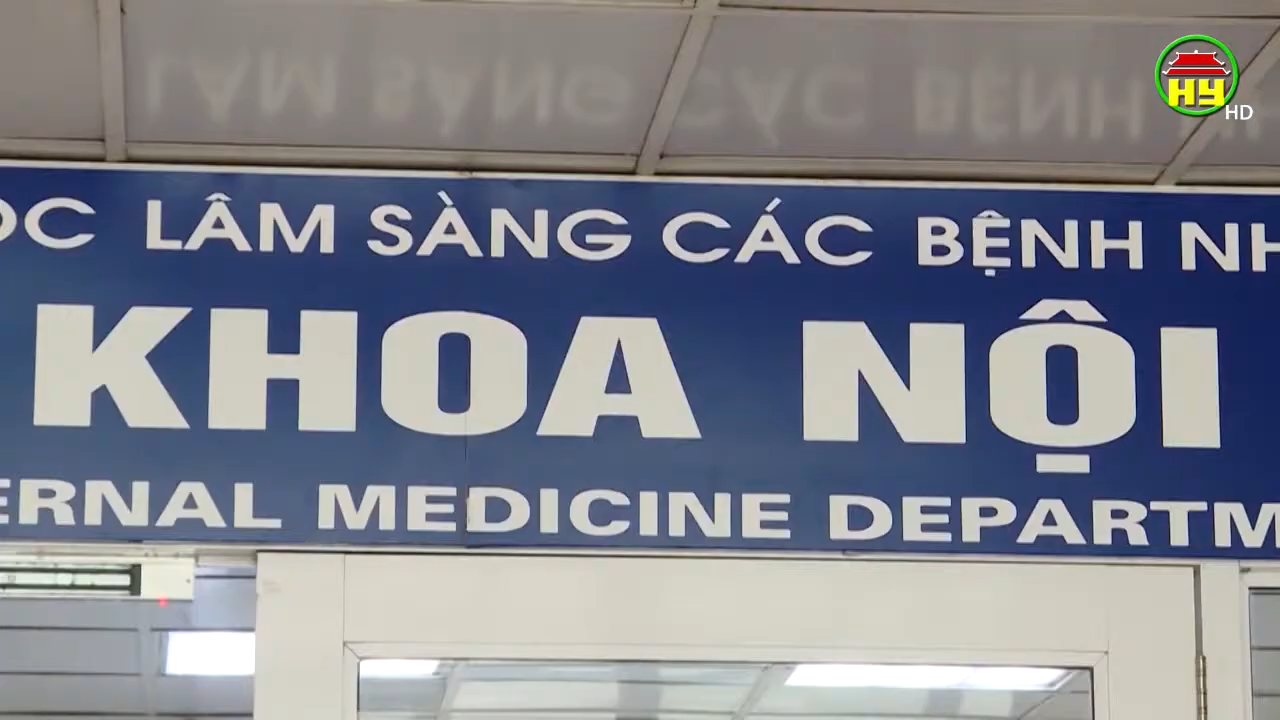 HY
HD
LÂM SÀNG CÁC BỆNH
KHOA NỘI
MEDICINE